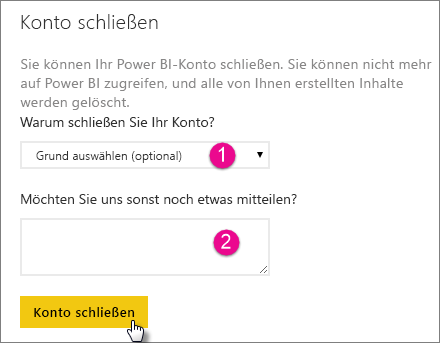 Konto schließen
Sie können Ihr Power BI-Konto schließen. Sie können nicht mehr
auf Power BI zugreifen, und alle von Ihnen erstellten Inhalte
werden gelöscht.
Warum schließen Sie Ihr Konto?
Grund auswählen (optional) 1
Möchten Sie uns sonst noch etwas mitteilen?
2
Konto schließen